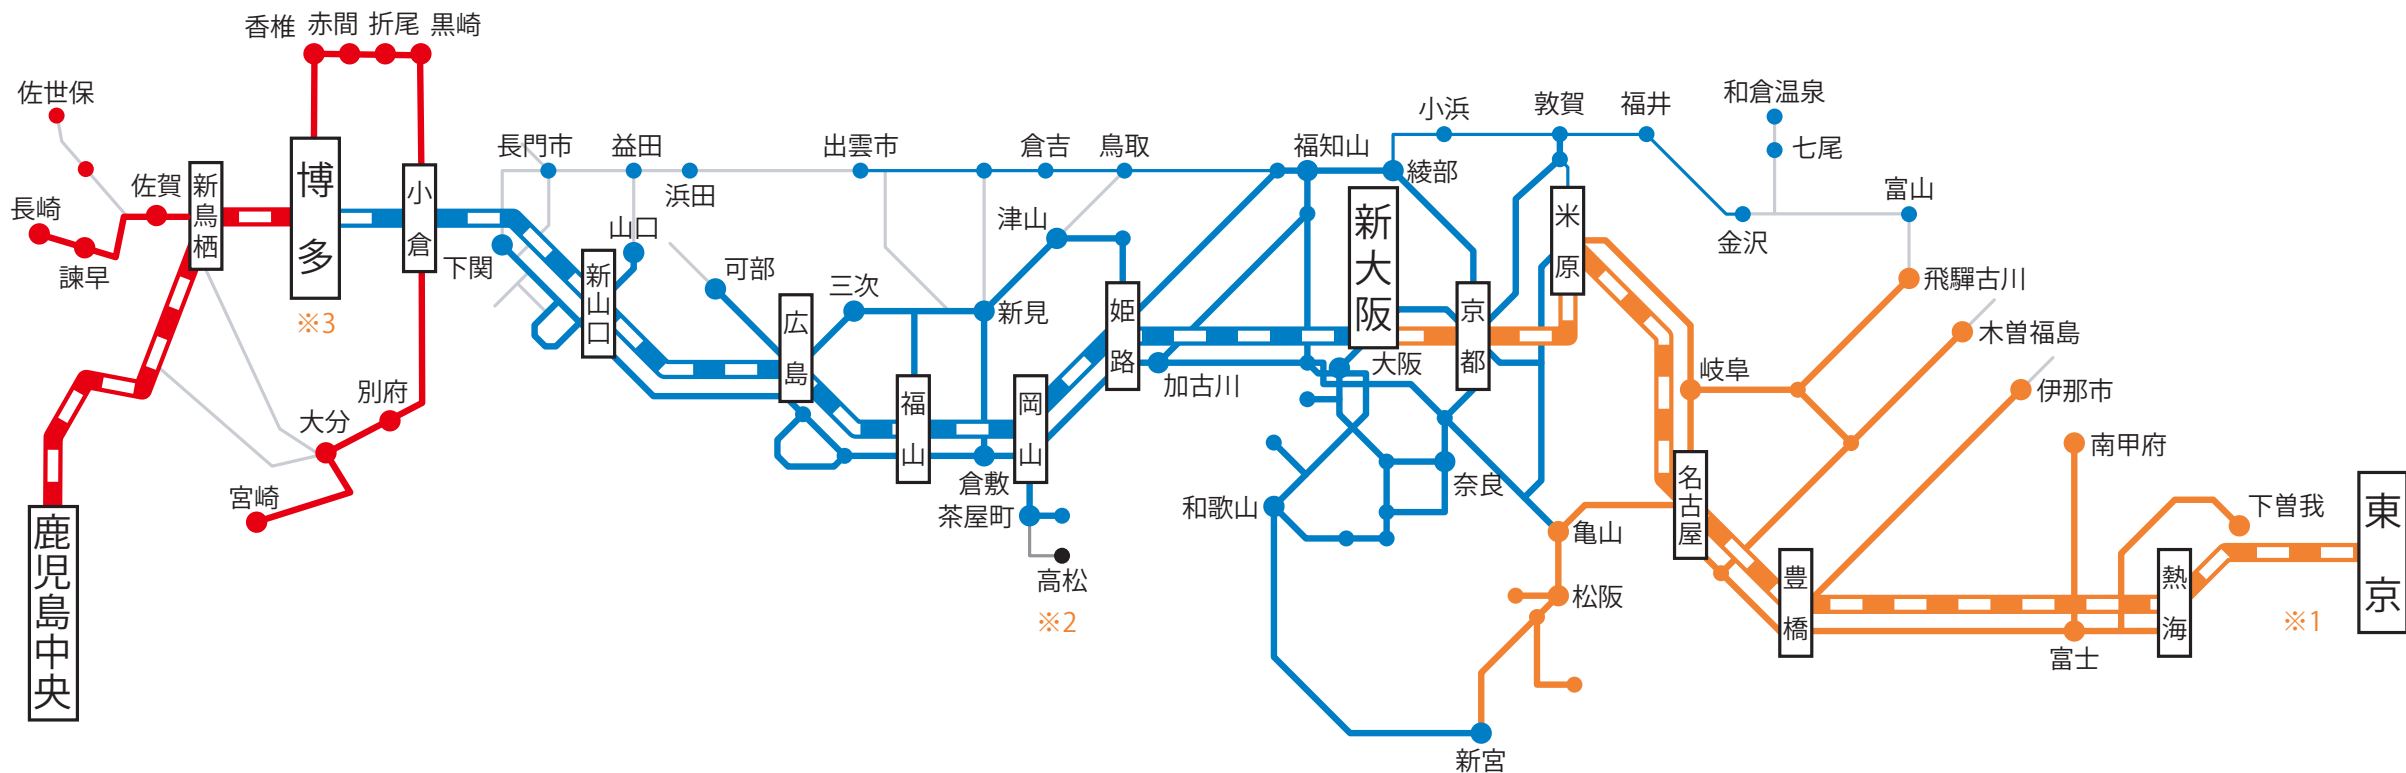 香椎
赤間
折尾
黒崎
佐世保
長崎
諫早
佐賀
新鳥栖
博多
※3
小倉
別府
大分
宮崎
鹿児島中央
下関
長門市
益田
浜田
山口
新山口
可部
広島
三次
出雲市
倉吉
鳥取
津山
新見
福山
岡山
倉敷
茶屋町
高松
※2
姫路
加古川
福知山
綾部
新大阪
大阪
京都
小浜
敦賀
福井
米原
和倉温泉
七尾
金沢
富山
奈良
和歌山
新宮
亀山
松阪
飛驒古川
木曽福島
岐阜
伊那市
名古屋
豊橋
南甲府
富士
下曽我
熱海
※1
東京